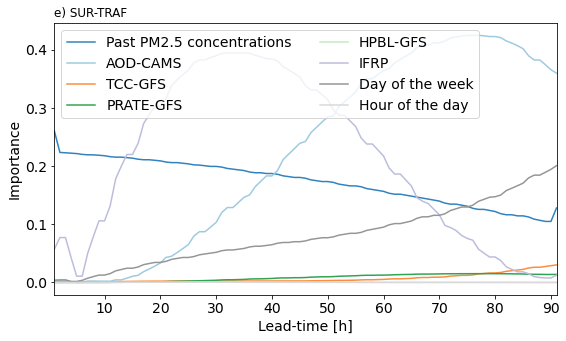 e) SUR-TRAF
Past PM2.5 concentrations
AOD-CAMS
TCC-GFS
PRATE-GFS
HPBL-GFS
IFRP
Day of the week
Hour of the day
Importance
0.4
0.3
0.2
0.1
0.0
10 20 30 40 50 60 70 80 90
Lead-time [h]